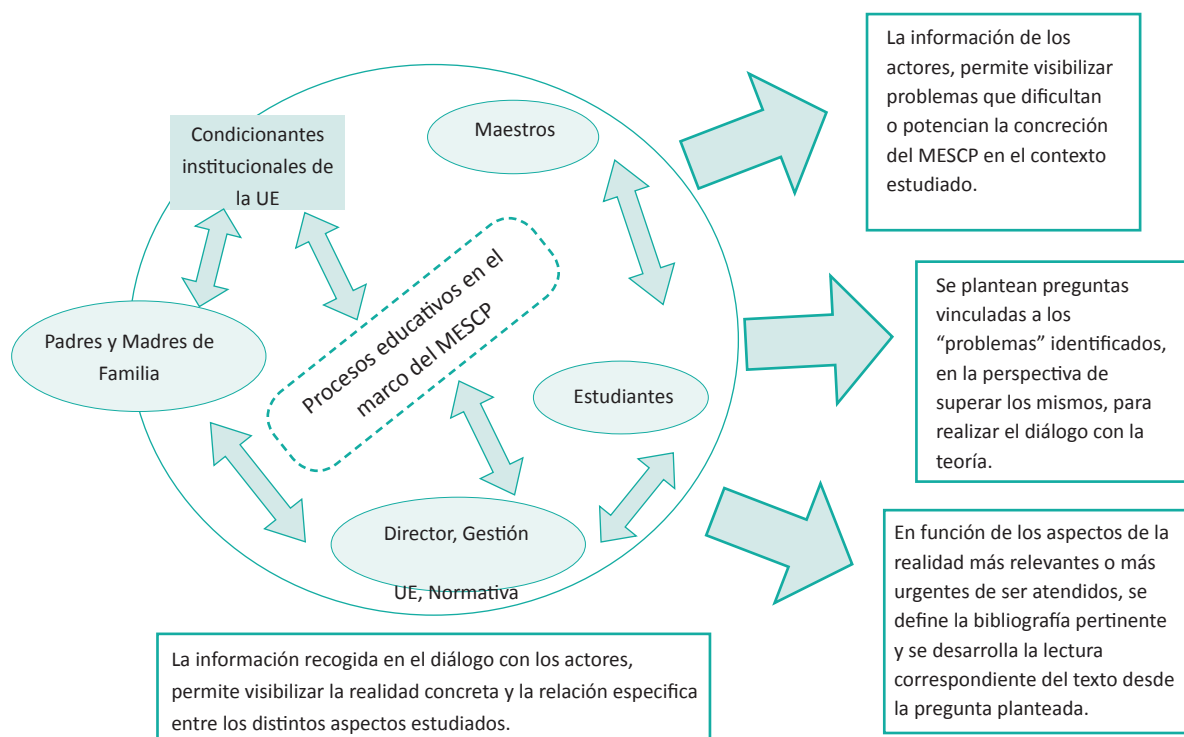 La información de los
actores, permite visibilizar
problemas que dificultan
o potencian la concreción
del MESCP en el contexto
estudiado.
Maestros
Condicionantes
institucionales de
la UE
Procesos educativos en el
marco del MESCP
Padres y Madres de
Familia
Estudiantes
Se plantean preguntas
vinculadas a los
“problemas” identificados,
en la perspectiva de
superar los mismos, para
realizar el diálogo con la
teoría.
Director, Gestión
UE, Normativa
En función de los aspectos de la
realidad más relevantes o más
urgentes de ser atendidos, se
define la bibliografía pertinente
y se desarrolla la lectura
correspondiente del texto desde
la pregunta planteada.
La información recogida en el diálogo con los actores,
permite visibilizar la realidad concreta y la relación especifica
entre los distintos aspectos estudiados.